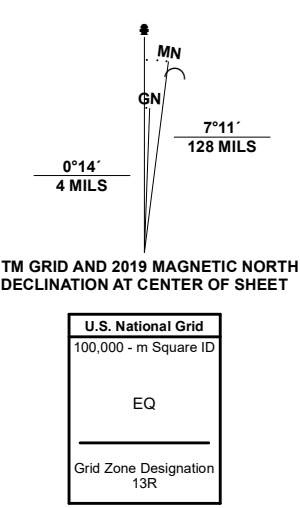 MN
GN
7°11´
128 MILS
0°14´
4 MILS
TM GRID AND 2019 MAGNETIC NORTH
DECLINATION AT CENTER OF SHEET
U.S. National Grid
100,000 - m Square ID
EQ
Grid Zone Designation
13R